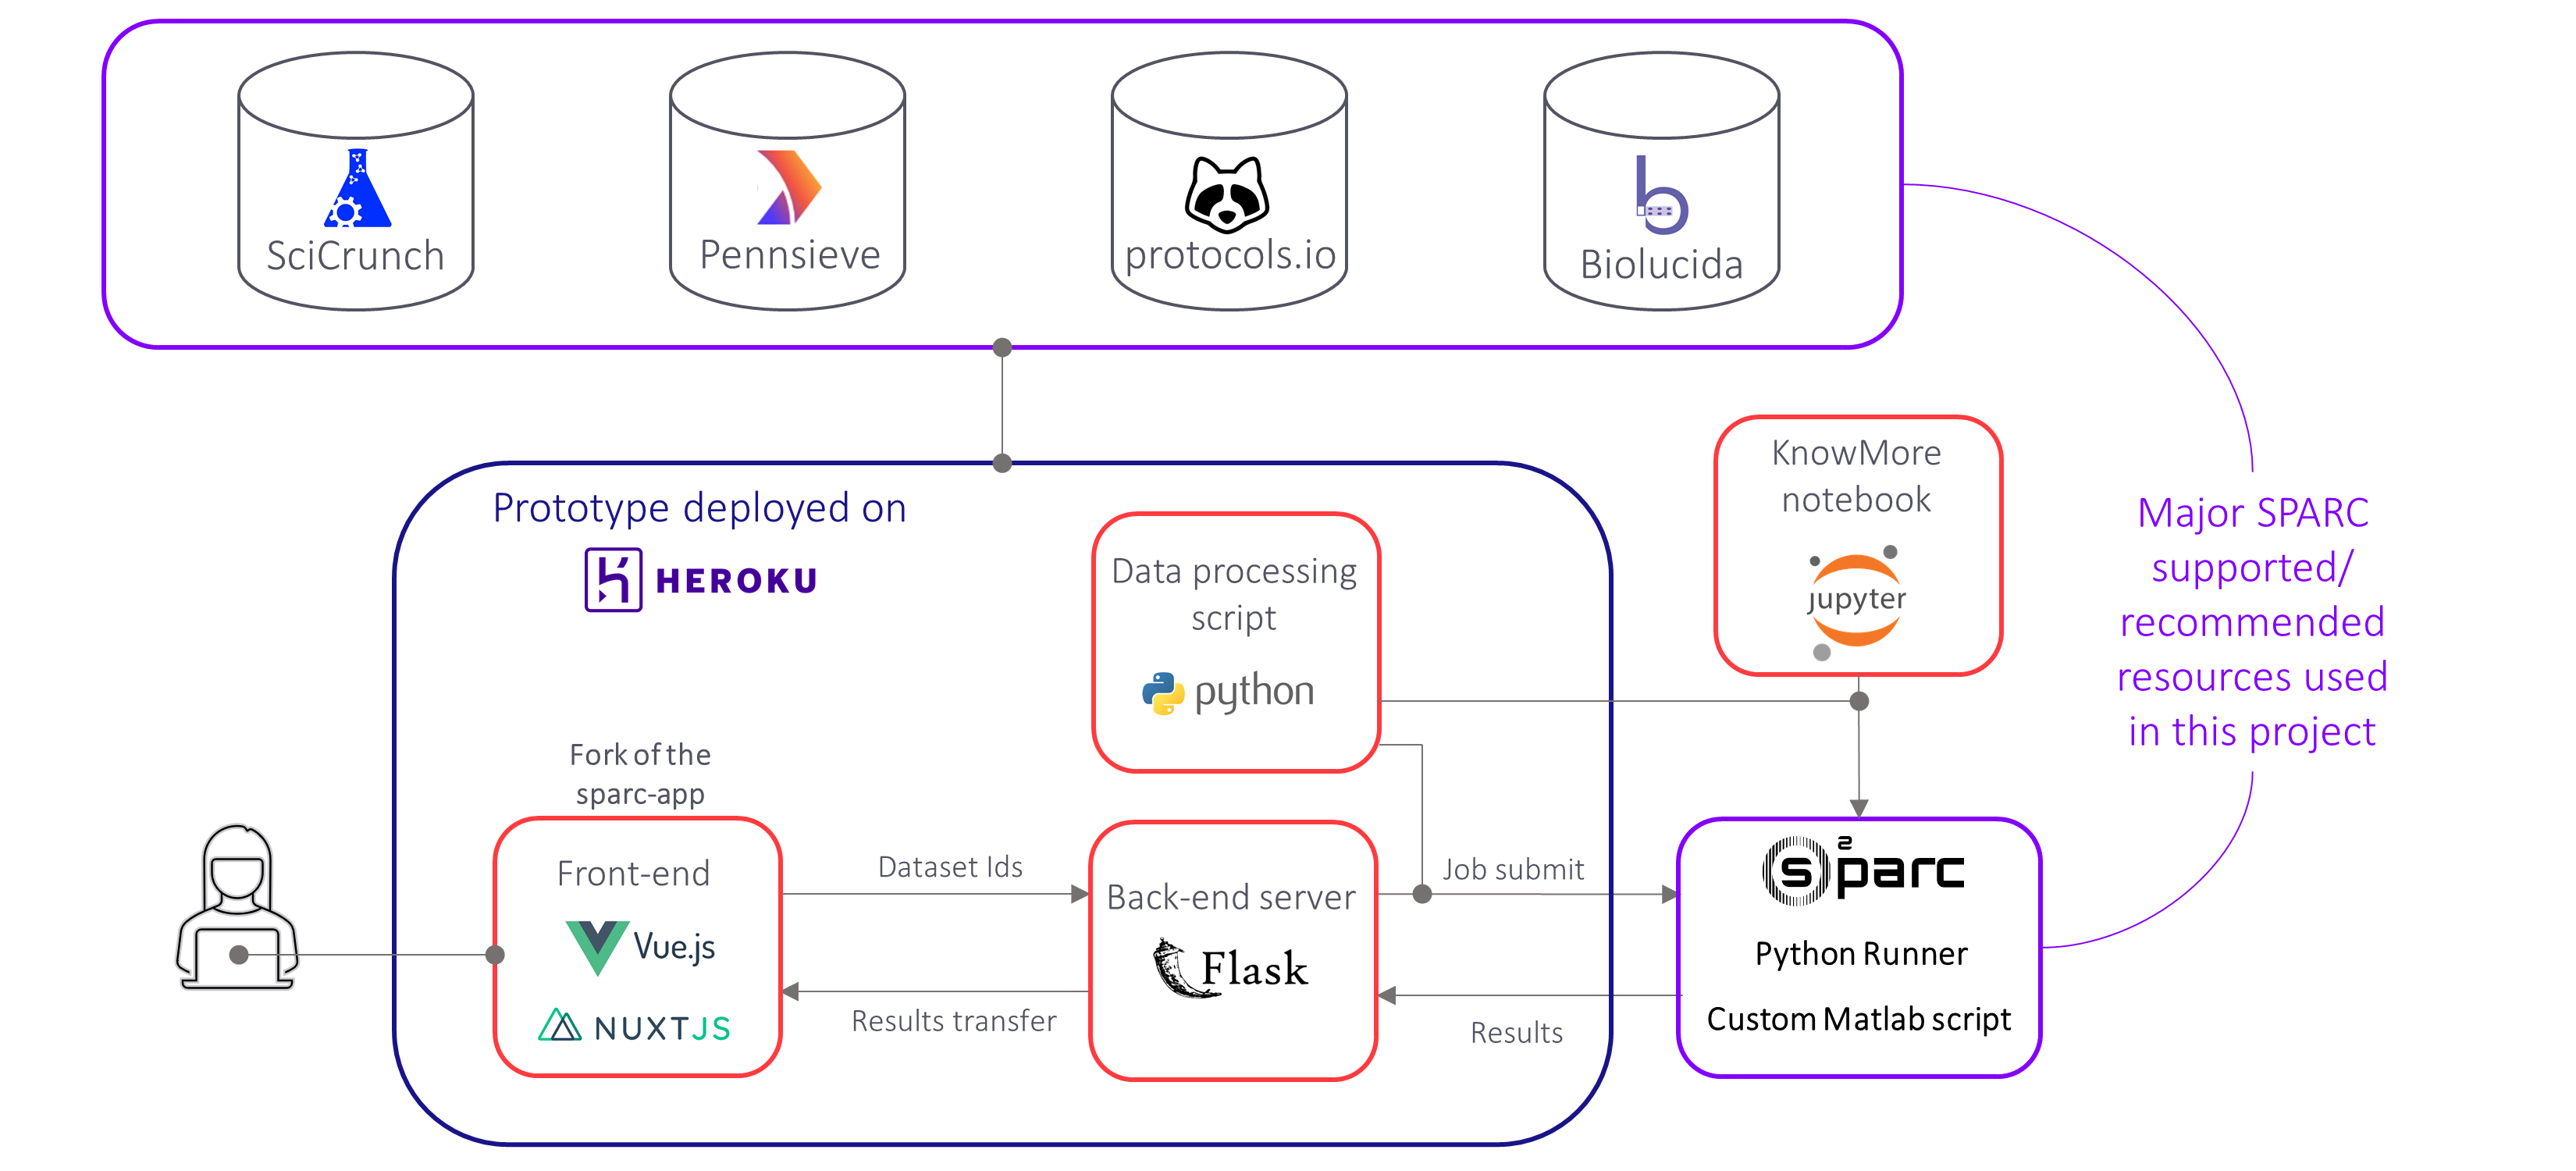 SciCrunch
Pennsieve
protocols.io
Biolucida
Prototype deployed on
HEROKU
Data processing
script
python
KnowMore
notebook
jupyter
Major SPARC
supported/
recommended
resources used
in this project
Fork of the
sparc-app
Front-end
Vue.js
NUXTJS
Dataset Ids
Results transfer
Back-end server
Flask
Job submit
Results
s2parc
Python Runner
Custom Matlab script